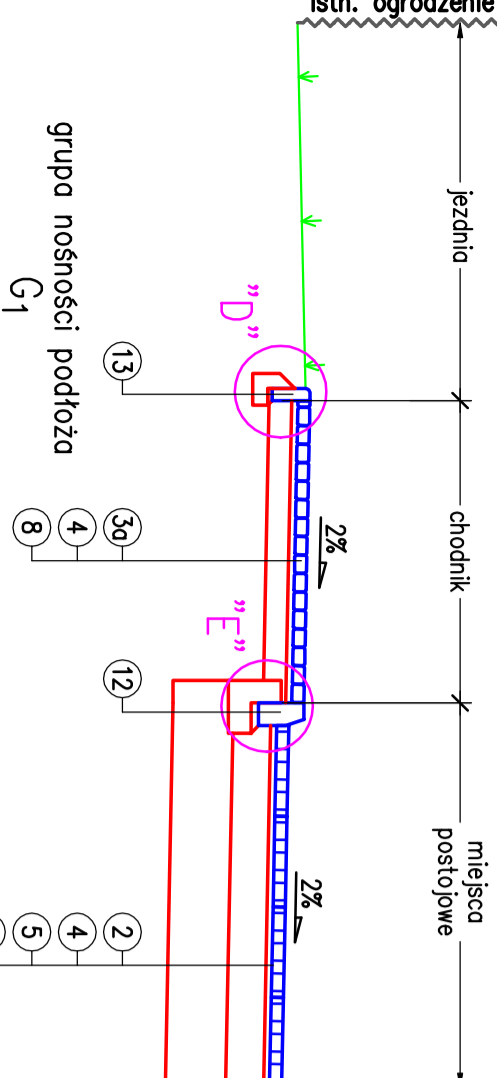 istn. ogrodzenie
jezdnia
chodnik
miejsca
postojowe
"D"
2%
"E"
2%
13
3a
4
8
12
2
4
5
grupa nośności podłoża
G1